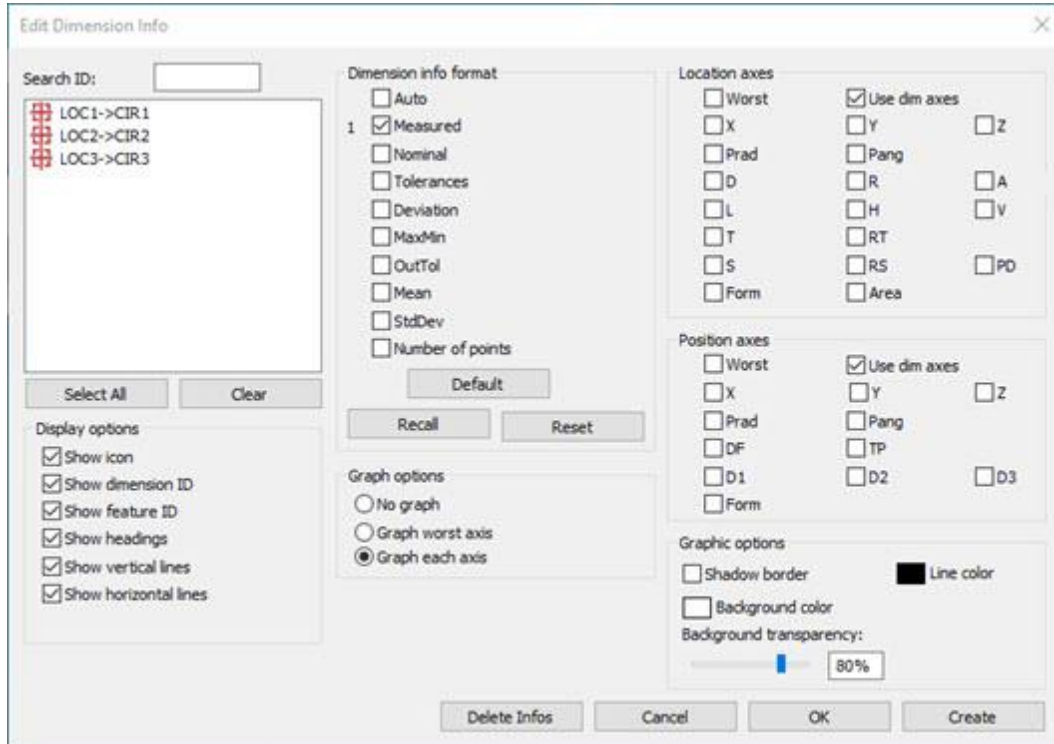 Edit Dimension Info
Search ID:
LOC1->CIR1
LOC2->CIR2
LOC3->CIR3
Select All Clear
Display options
Show icon
Show dimension ID
Show feature ID
Show headings
Show vertical lines
Show horizontal lines
Dimension info format
Auto
1 Measured
Nominal
Tolerances
Deviation
MaxMin
OutTol
Mean
StdDev
Number of points
Default
Recall Reset
Graph options
No graph
Graph worst axis
Graph each axis
Location axes
Worst Use dim axes
X Y Z
Prad Pang
D R A
L H V
T RT
S RS PD
Form Area
Position axes
Worst Use dim axes
X Y Z
Prad Pang
DF TP
D1 D2 D3
Form
Graphic options
Shadow border Line color
Background color
Background transparency:
80%
Delete Infos Cancel OK Create